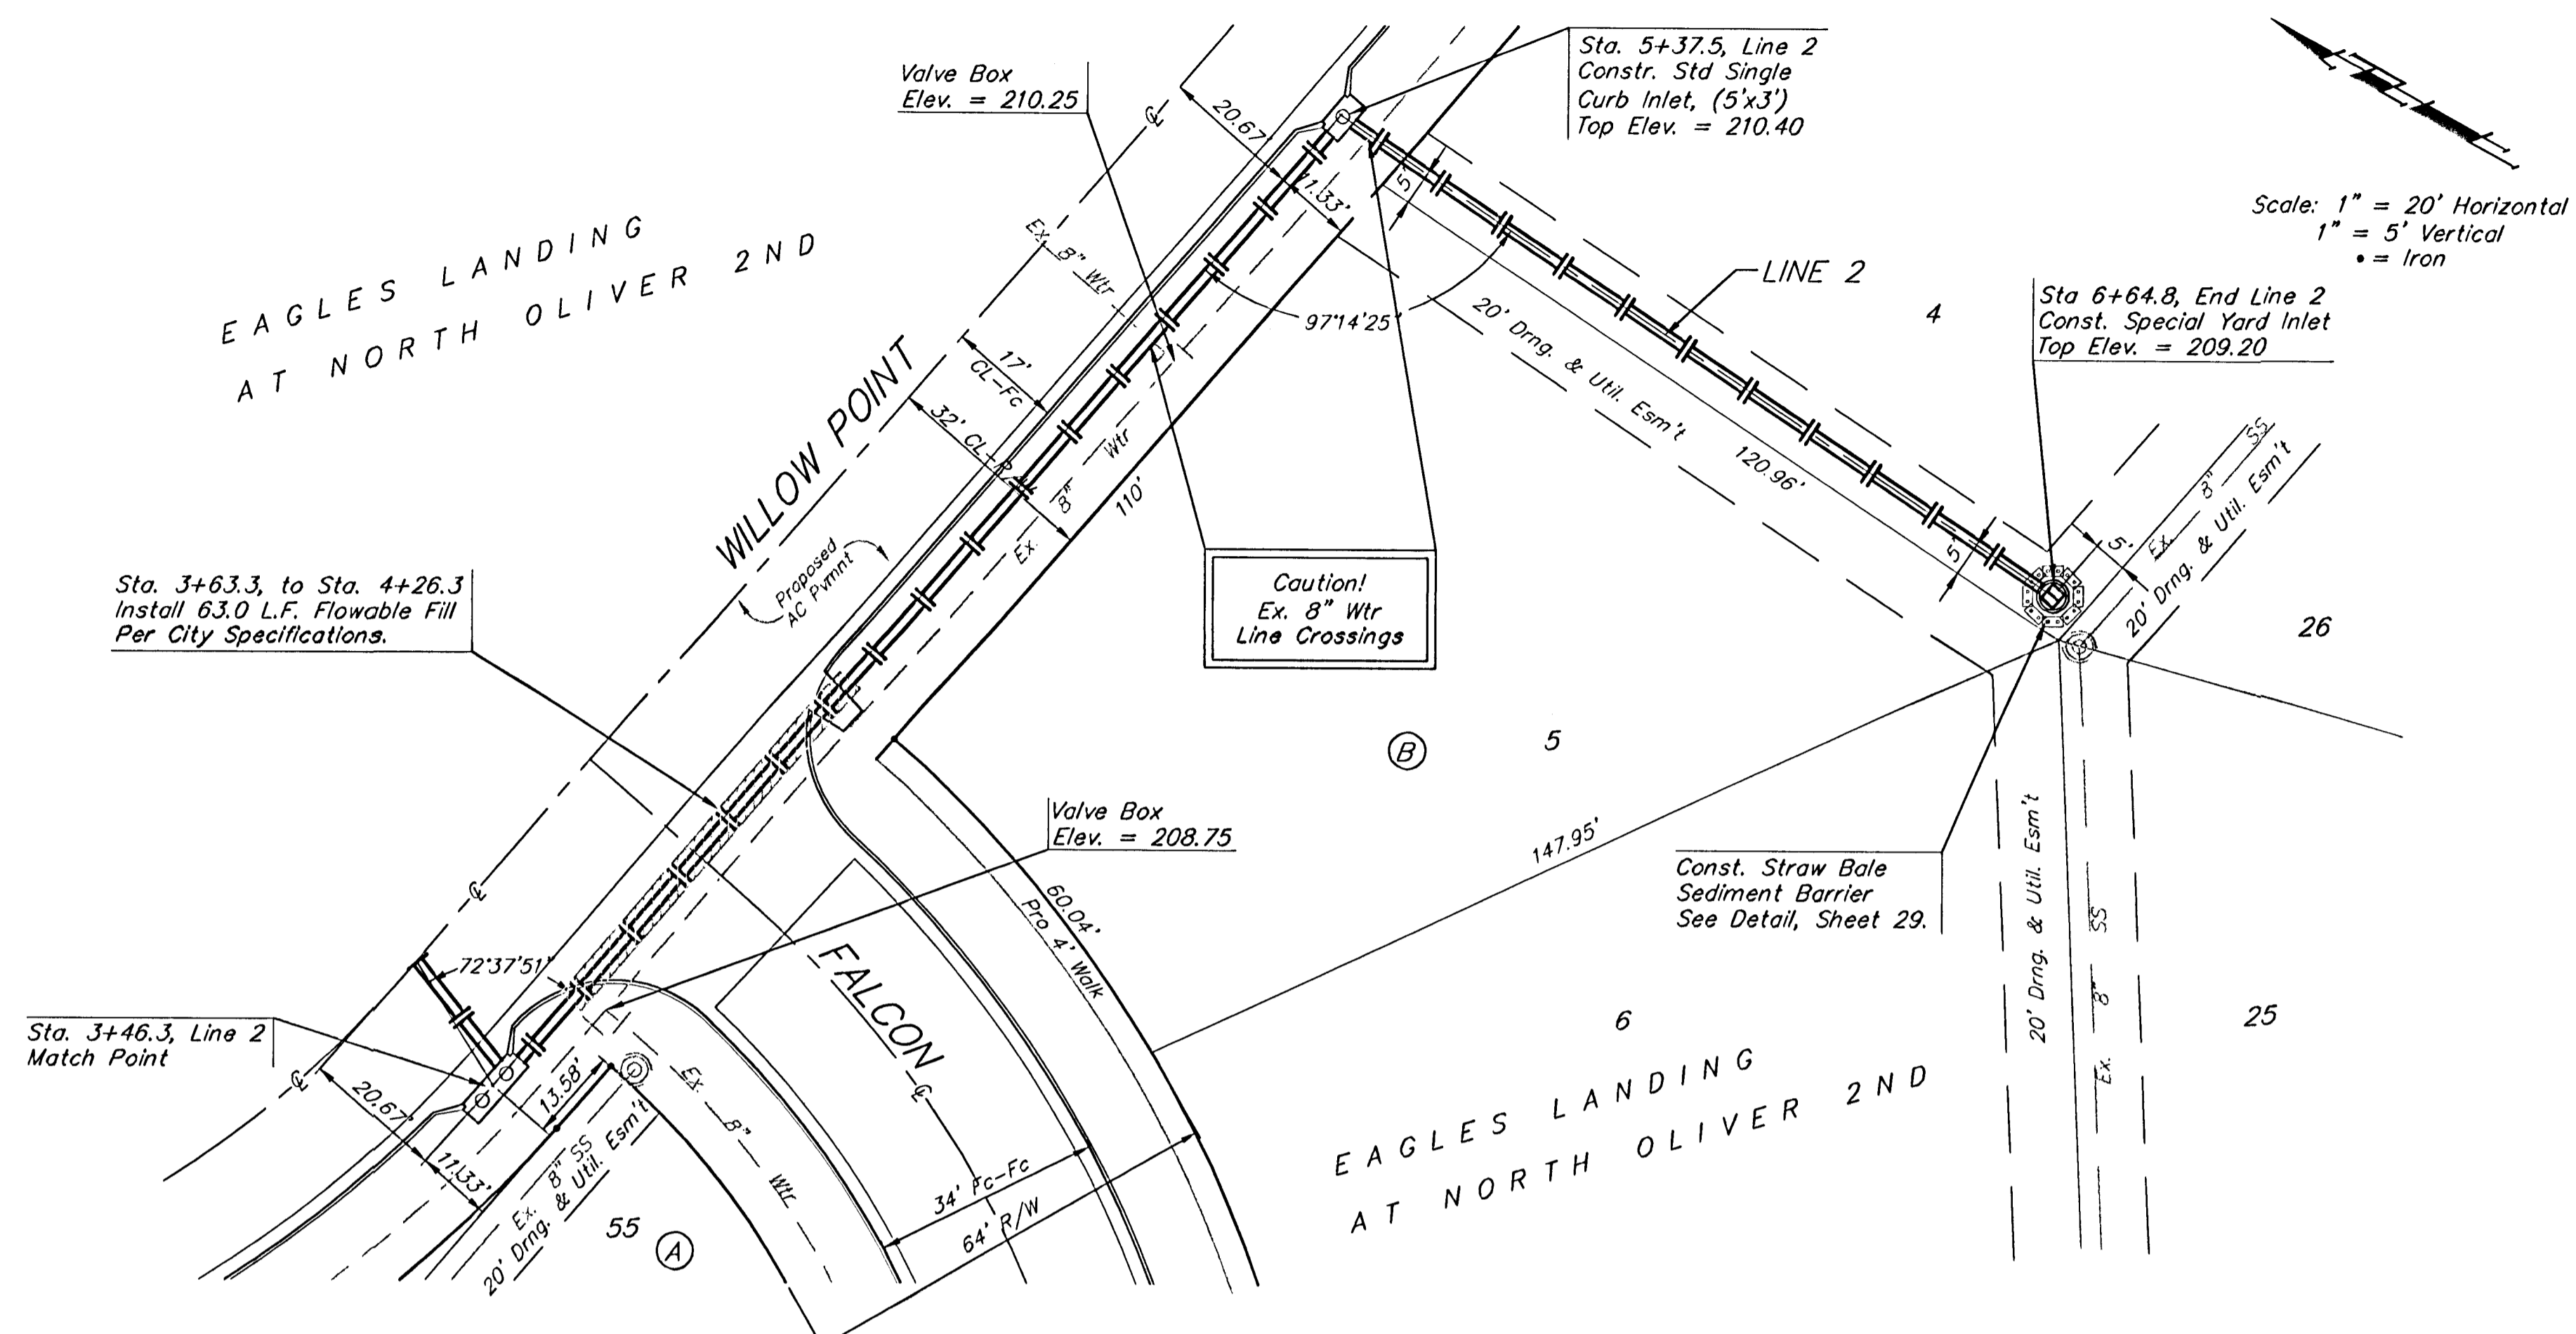 Valve Box
Elev. = 210.25
Sta. 5+37.5, Line 2
Constr. Std Single
Curb Inlet, (5'x3')
Top Elev. = 210.40
Scale: 1" = 20' Horizontal
1" = 5' Vertical
• = Iron
EAGLES LANDING
AT NORTH OLIVER 2ND
℄
20.67'
11.33'
5'
Ex. 8" Wtr
97°14'25"
LINE 2
4
20' Drng. & Util. Esm't
120.96'
Sta 6+64.8, End Line 2
Const. Special Yard Inlet
Top Elev. = 209.20
17'
CL-Fc
32' CL-R/W
WILLOW POINT
Ex. 8" Wtr
110'
Proposed
AC Pvmnt
Caution!
Ex. 8" Wtr
Line Crossings
5'
5'
Ex. 8" SS
20' Drng. & Util. Esm't
26
Sta. 3+63.3, to Sta. 4+26.3
Install 63.0 L.F. Flowable Fill
Per City Specifications.
B
5
Valve Box
Elev. = 208.75
147.95'
Const. Straw Bale
Sediment Barrier
See Detail, Sheet 29.
60.04'
Pro 4' Walk
FALCON
℄
℄
72°37'51"
Sta. 3+46.3, Line 2
Match Point
℄
20.67'
11.33'
13.58'
Ex. 8" SS
20' Drng. & Util. Esm't
55
A
Ex. 8" Wtr
34' Fc-Fc
64' R/W
6
EAGLES LANDING
AT NORTH OLIVER 2ND
20' Drng. & Util. Esm't
Ex. 8" SS
25